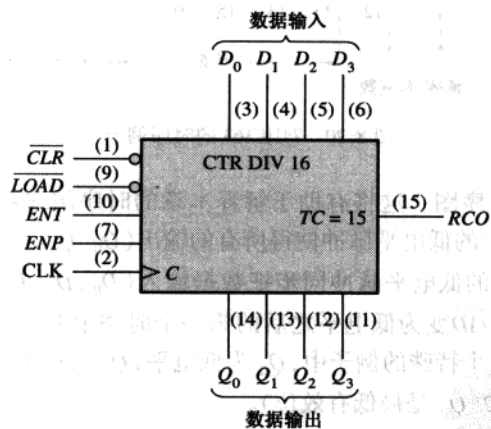 数据输入
D0 D1 D2 D3
(3) (4) (5) (6)
CLR (1)
LOAD (9)
ENT (10)
ENP (7)
CLK (2)
CTR DIV 16
TC = 15
C
(15) RCO
(14) (13) (12) (11)
Q0 Q1 Q2 Q3
数据输出